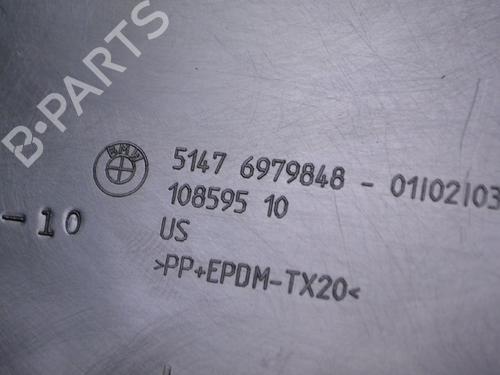 B-PARTS
BMW
5147 6979848 - 01|02|03
108595 10
-10
US
>PP+EPDM-TX20<